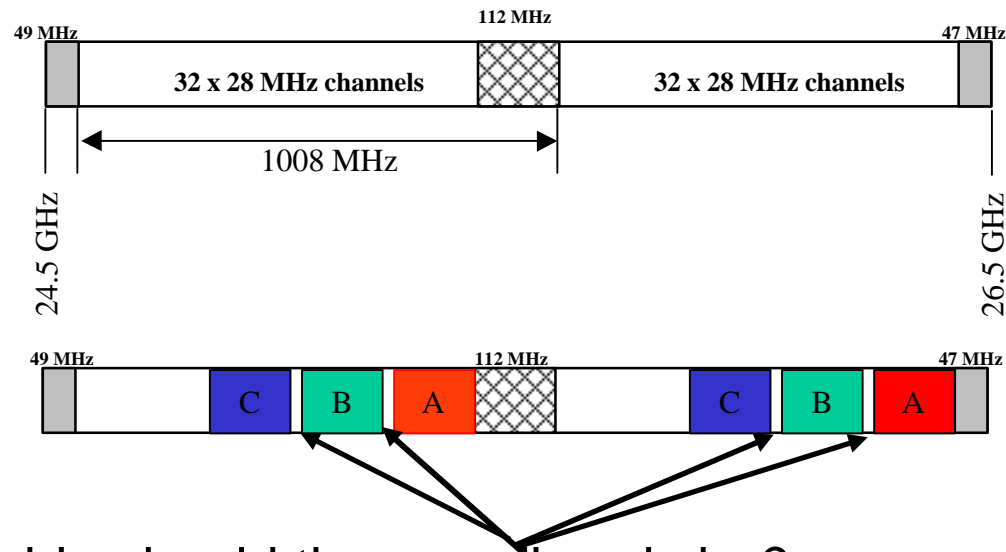 112 MHz
49 MHz
47 MHz
32 x 28 MHz channels
32 x 28 MHz channels
1008 MHz
24.5 GHz
26.5 GHz
49 MHz
112 MHz
47 MHz
C
B
A
C
B
A